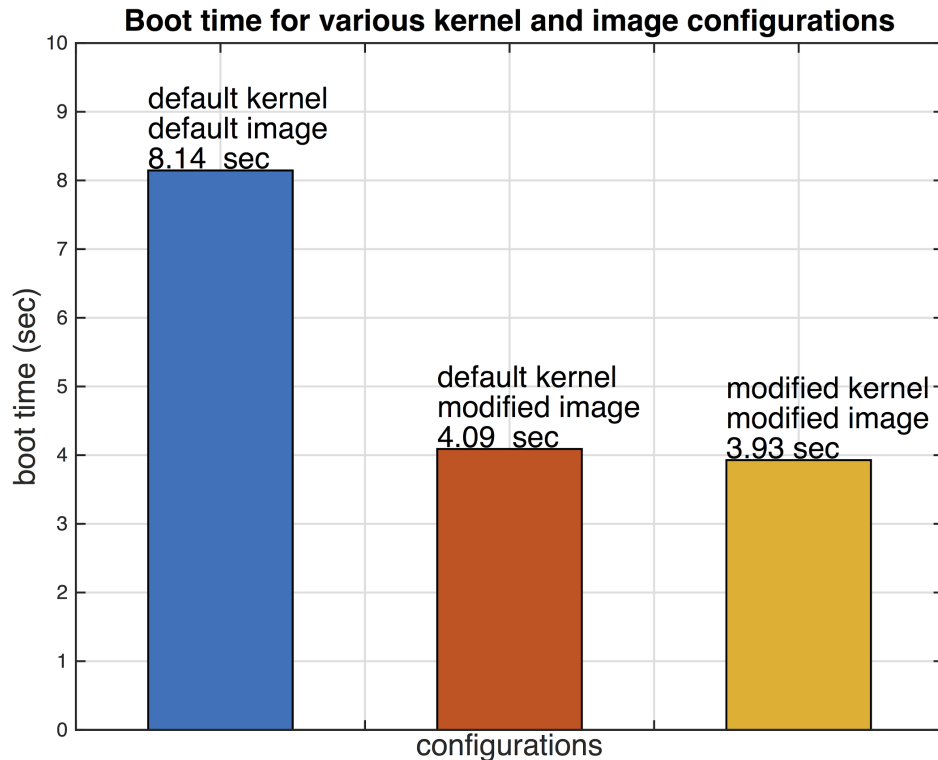 Boot time for various kernel and image configurations
boot time (sec)
10
9
8
7
6
5
4
3
2
1
0
default kernel
default image
8.14 sec
default kernel
modified image
4.09 sec
modified kernel
modified image
3.93 sec
configurations